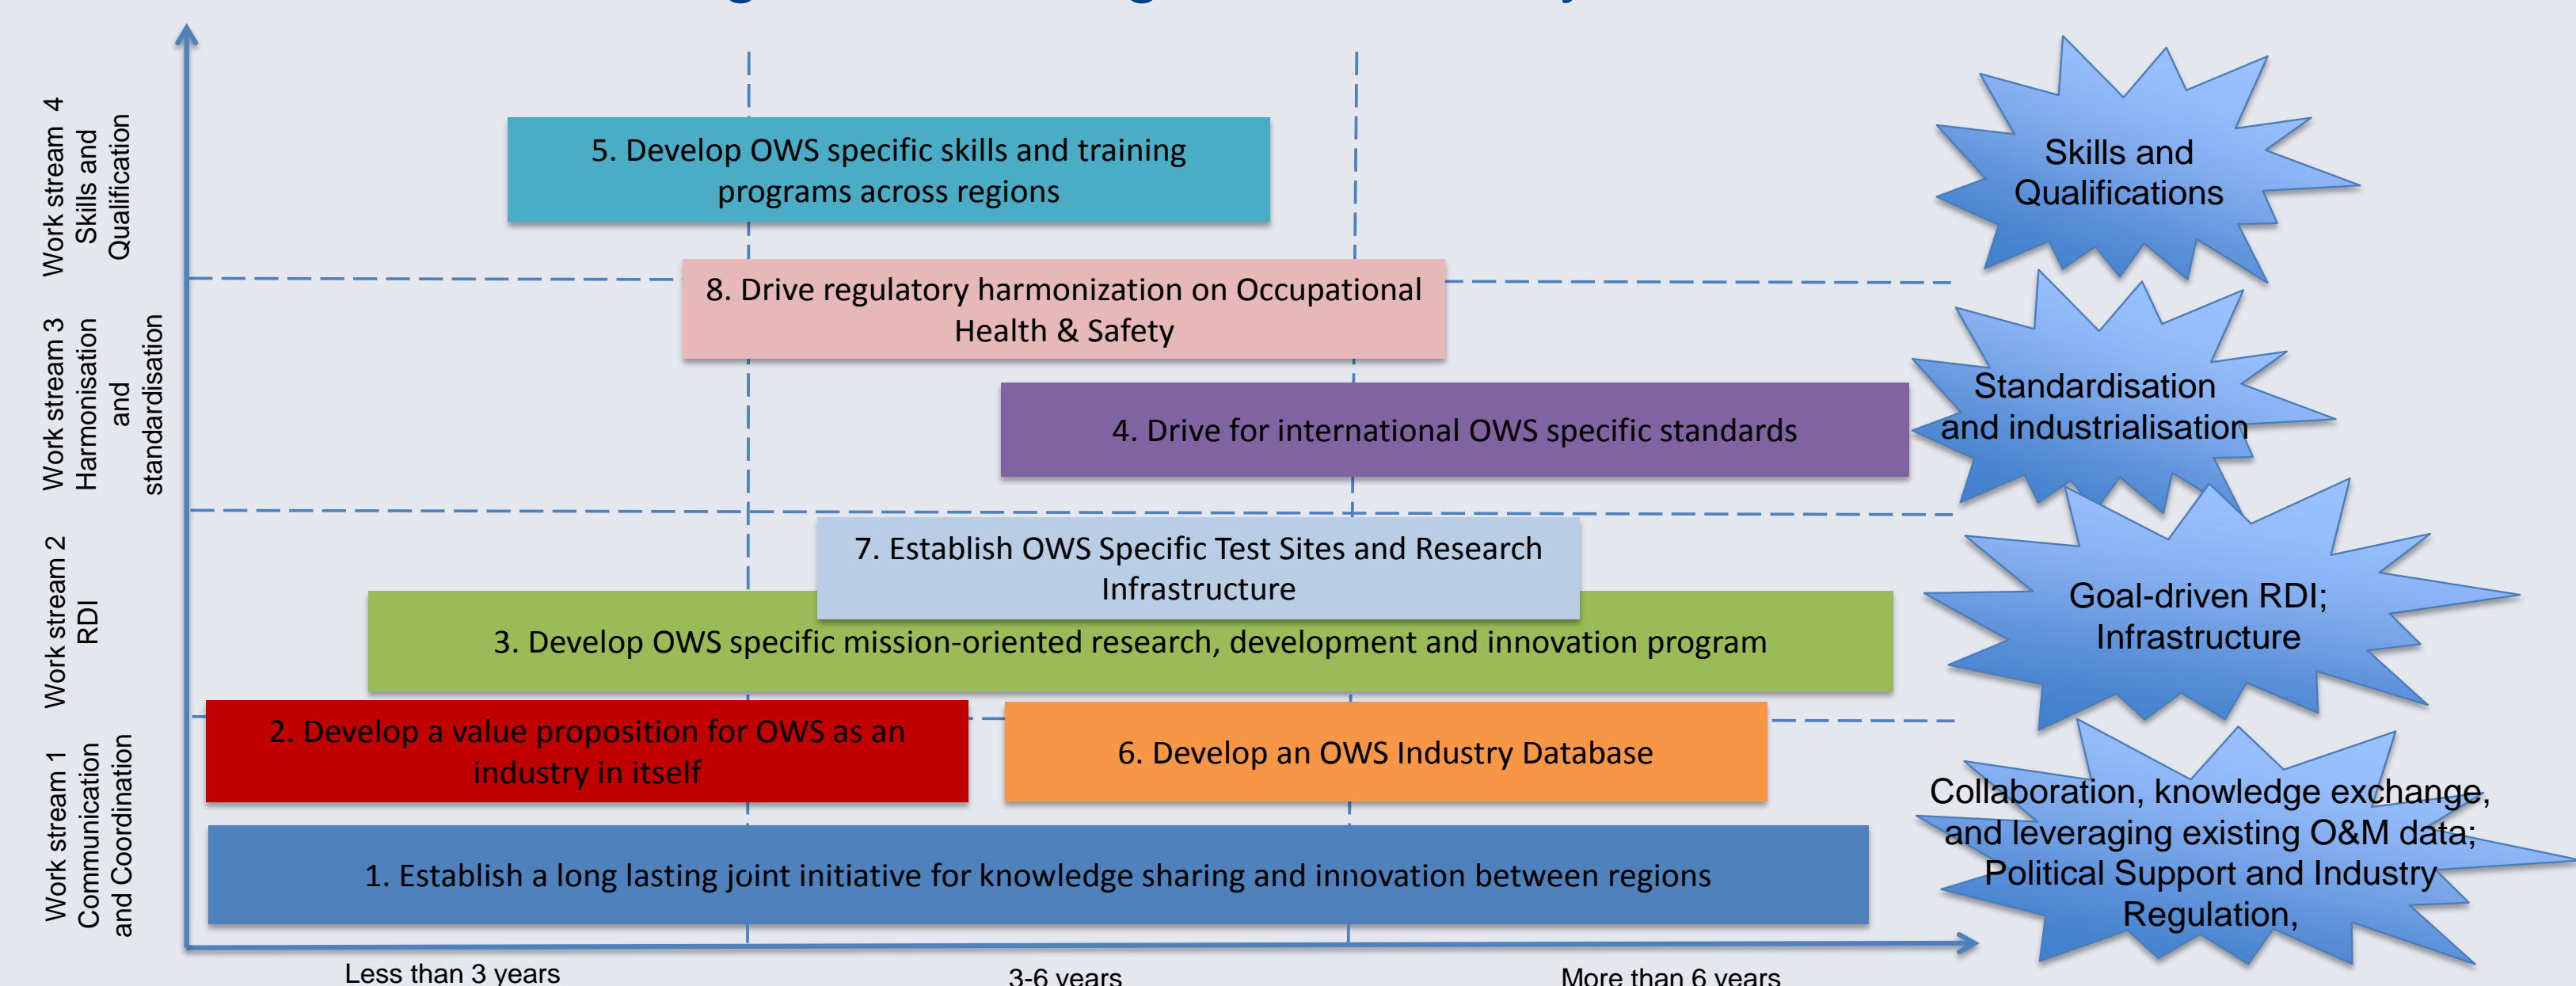 Work stream 4
Skills and
Qualification
5. Develop OWS specific skills and training
programs across regions
Skills and
Qualifications
Work stream 3
Harmonisation
and
standardisation
8. Drive regulatory harmonization on Occupational
Health & Safety
4. Drive for international OWS specific standards
Standardisation
and industrialisation
Work stream 2
RDI
7. Establish OWS Specific Test Sites and Research
Infrastructure
3. Develop OWS specific mission-oriented research, development and innovation program
Goal-driven RDI;
Infrastructure
Work stream 1
Communication
and Coordination
2. Develop a value proposition for OWS as an
industry in itself
6. Develop an OWS Industry Database
1. Establish a long lasting joint initiative for knowledge sharing and innovation between regions
Collaboration, knowledge exchange,
and leveraging existing O&M data;
Political Support and Industry
Regulation,
Less than 3 years
3-6 years
More than 6 years